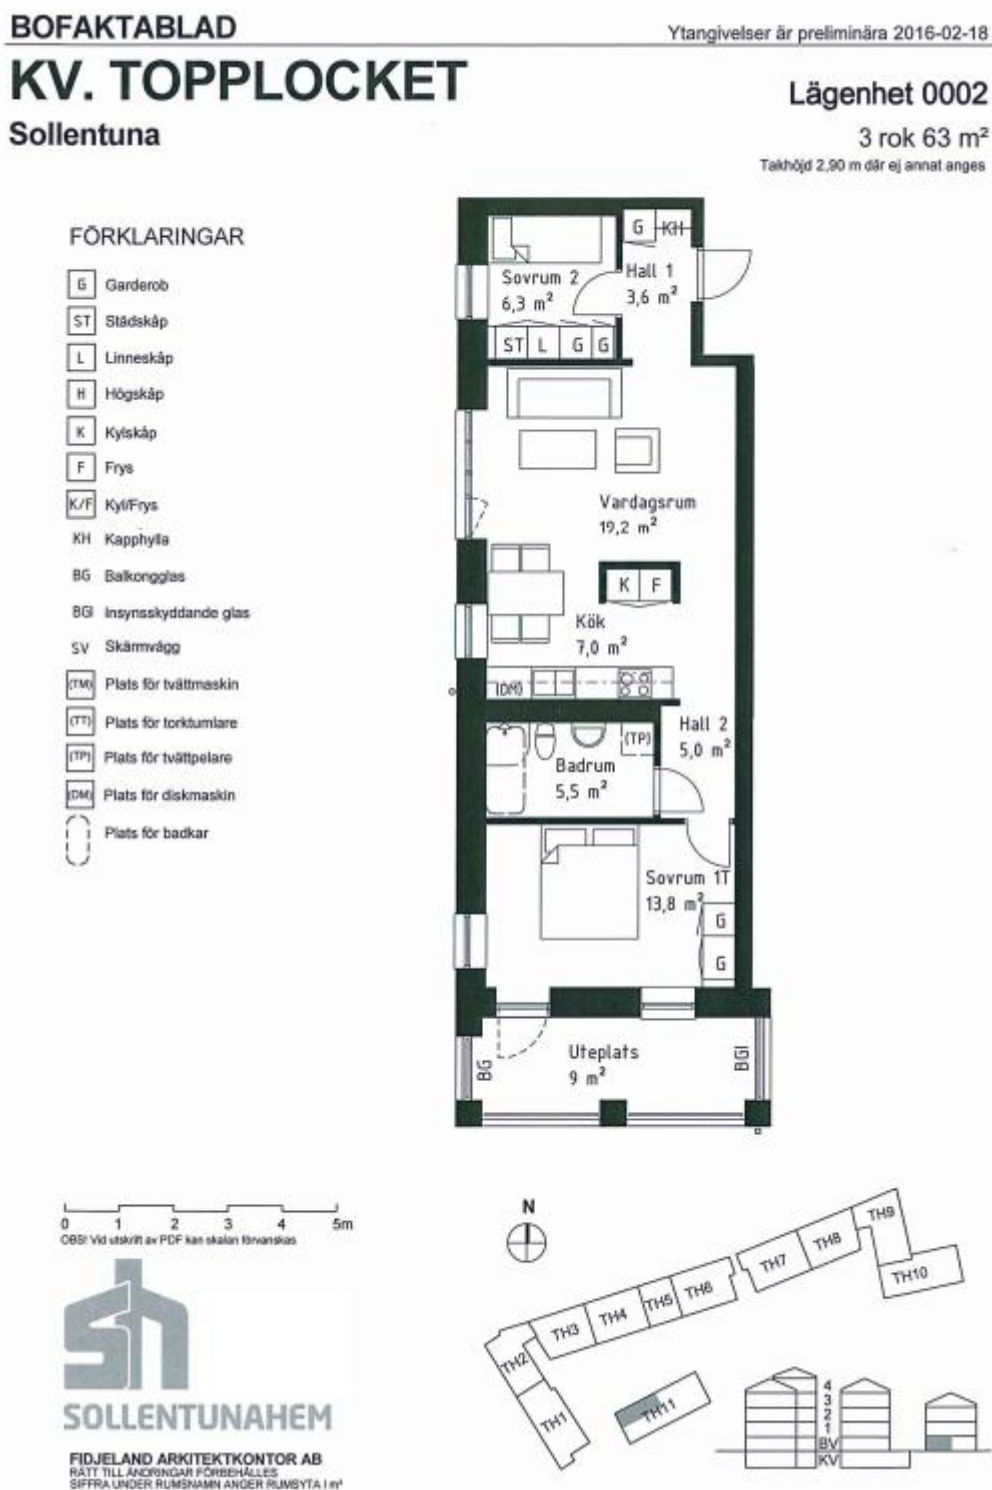 BOFAKTABLAD
Ytangivelser är preliminära 2016-02-18
KV. TOPPLOCKET
Lägenhet 0002
Sollentuna
3 rok 63 m²
Takhöjd 2,90 m där ej annat anges
FÖRKLARINGAR
G Garderob
ST Städskåp
L Linneskåp
H Högskåp
K Kylskåp
F Frys
K/F Kyl/Frys
KH Kapphylla
BG Balkongglas
BGI Insynsskyddande glas
SV Skärmvägg
(TM) Plats för tvättmaskin
(TT) Plats för torktumlare
(TP) Plats för tvättpelare
(DM) Plats för diskmaskin
Plats för badkar
G KH
Sovrum 2
6,3 m²
Hall 1
3,6 m²
ST L G G
Vardagsrum
19,2 m²
K F
Kök
7,0 m²
(DM)
Hall 2
5,0 m²
(TP)
Badrum
5,5 m²
Sovrum 1T
13,8 m²
G
G
Uteplats
9 m²
BG
BGI
0 1 2 3 4 5m
OBS! Vid utskrift av PDF kan skalan förvanskas
N
TH9
TH8
TH7
TH10
TH6
TH5
TH4
TH3
TH2
TH1
TH11
4
3
2
1
BV
KV
sh
SOLLENTUNAHEM
FIDJELAND ARKITEKTKONTOR AB
RÄTT TILL ÄNDRINGAR FÖRBEHÅLLES
SIFFRA UNDER RUMSNAMN ANGER RUMSYTA I m²